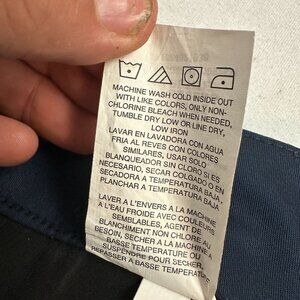 MACHINE WASH COLD INSIDE OUT
WITH LIKE COLORS, ONLY NON-
CHLORINE BLEACH WHEN NEEDED,
TUMBLE DRY LOW OR LINE DRY,
LOW IRON
LAVAR EN LAVADORA CON AGUA
FRIA AL REVES CON COLORES
SIMILARES, USAR SOLO
BLANQUEADOR SIN CLORO SI ES
NECESARIO, SECAR COLGADO O EN
SECADORA A TEMPERATURA BAJA,
PLANCHAR A TEMPERATURA BAJA
LAVER A L'ENVERS A LA MACHINE
A L'EAU FROIDE AVEC COULEURS
SEMBLABLES, AGENT DE
BLANCHIMENT NON CHLORE AU
BESOIN, SECHER A LA MACHINE A
BASSE TEMPERATURE OU
SUSPENDRE POUR SECHER,
REPASSER A BASSE TEMPERATURE